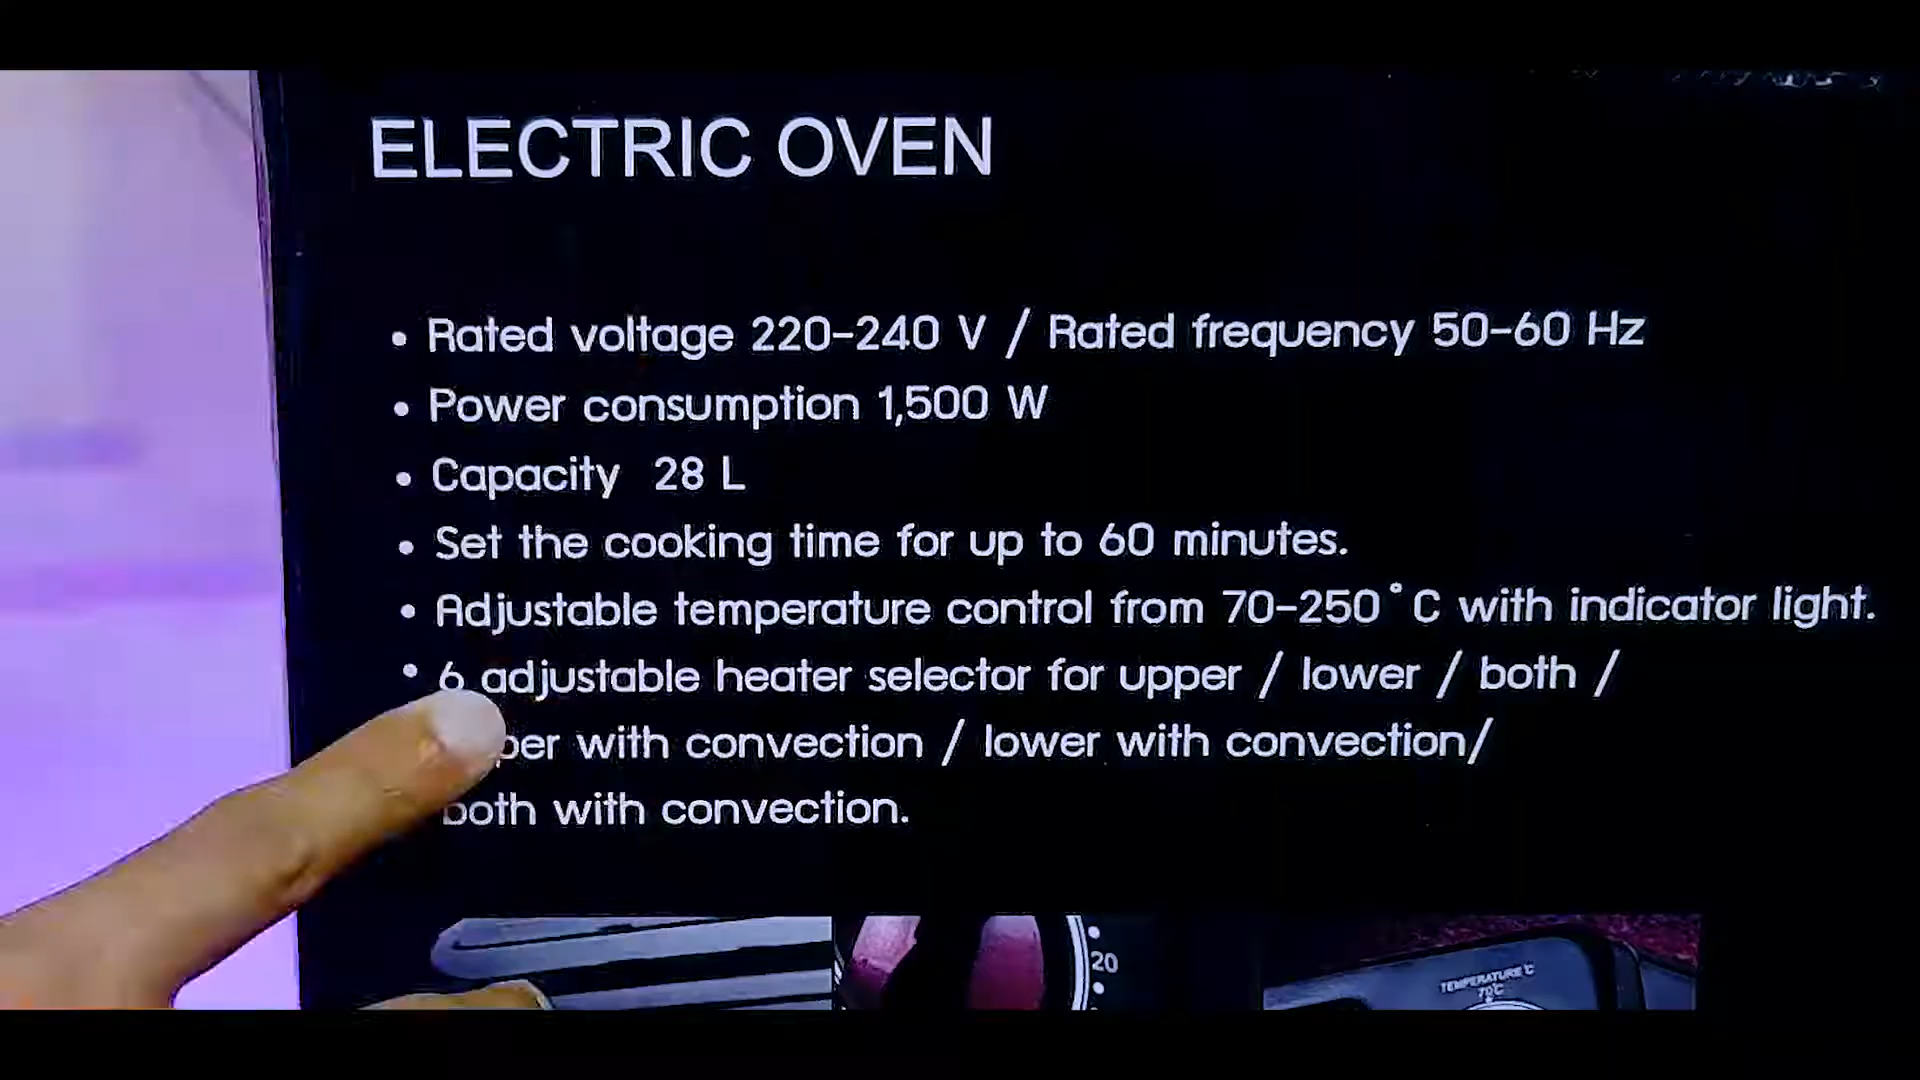 ELECTRIC OVEN
• Rated voltage 220-240 V / Rated frequency 50-60 Hz
• Power consumption 1,500 W
• Capacity 28 L
• Set the cooking time for up to 60 minutes.
• Adjustable temperature control from 70-250°C with indicator light.
• 6 adjustable heater selector for upper / lower / both /
with convection / lower with convection/
both with convection.
20
TEMPERATURE °C
70°C